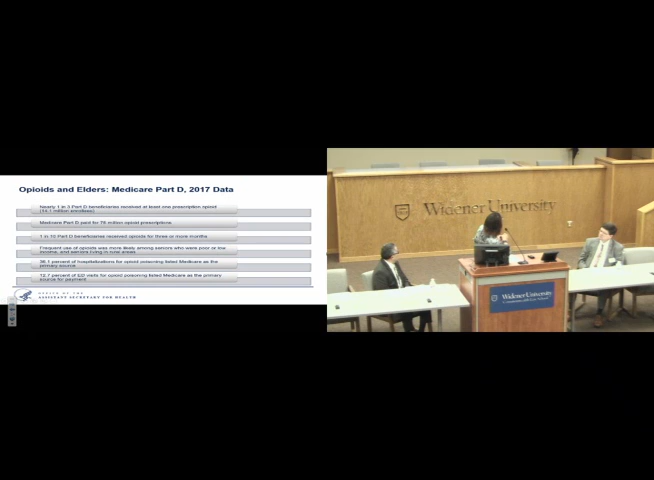 Opioids and Elders: Medicare Part D, 2017 Data
Nearly 1 in 3 Part D beneficiaries received at least one prescription opioid
Medicare Part D paid for 76 million opioid prescriptions
1 in 10 Part D beneficiaries received opioids for three or more months
Frequent use of opioids was more likely among seniors who were poor or low
income, and seniors living in rural areas
36.1 percent of hospitalizations for opioid poisoning listed Medicare as the
primary source
12.7 percent of ED visits for opioid poisoning listed Medicare as the primary
source for payment
OFFICE OF THE
ASSISTANT SECRETARY FOR HEALTH
Widener University
Widener University